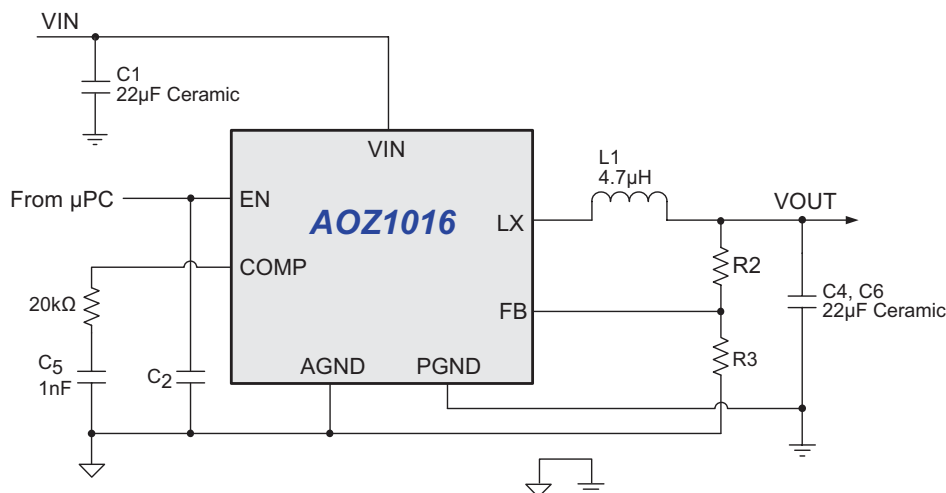 VIN
C1
22µF Ceramic
VIN
L1
4.7µH
From µPC
EN
AOZ1016
LX
VOUT
COMP
R2
20kΩ
C4, C6
22µF Ceramic
FB
C5
1nF
C2
AGND
PGND
R3